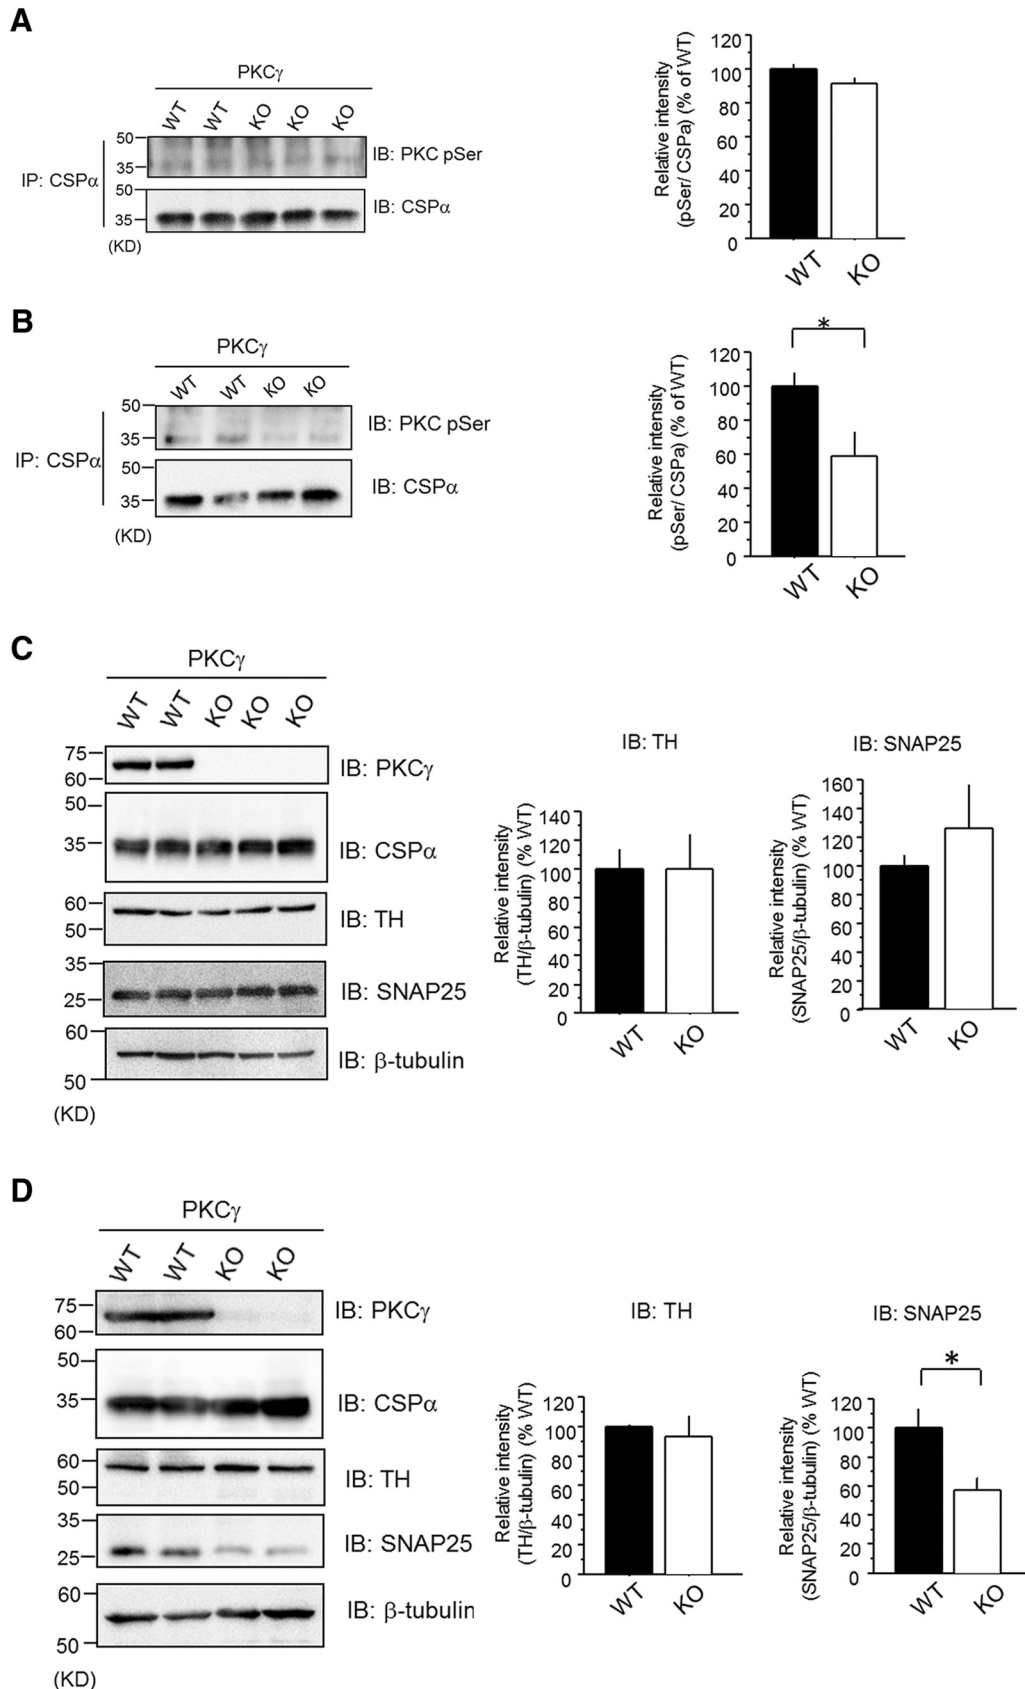 A
PKCγ
WT WT KO KO KO
50
35
IB: PKC pSer
IP: CSPα
50
35
IB: CSPα
(KD)
Relative intensity
(pSer/ CSPa) (% of WT)
120
100
80
60
40
20
0
WT KO
B
PKCγ
WT WT KO KO
50
35
IB: PKC pSer
IP: CSPα
50
35
IB: CSPα
(KD)
*
Relative intensity
(pSer/ CSPa) (% of WT)
120
100
80
60
40
20
0
WT KO
C
PKCγ
WT WT KO KO KO
75
60
IB: PKCγ
50
35
IB: CSPα
60
50
IB: TH
35
25
IB: SNAP25
60
50
IB: β-tubulin
(KD)
IB: TH
Relative intensity
(TH/β-tubulin) (% WT)
140
120
100
80
60
40
20
0
WT KO
IB: SNAP25
Relative intensity
(SNAP25/β-tubulin) (% WT)
160
140
120
100
80
60
40
20
0
WT KO
D
PKCγ
WT WT KO KO
75
60
IB: PKCγ
50
35
IB: CSPα
60
50
IB: TH
35
25
IB: SNAP25
60
50
IB: β-tubulin
(KD)
IB: TH
Relative intensity
(TH/β-tubulin) (% WT)
120
100
80
60
40
20
0
WT KO
IB: SNAP25
*
Relative intensity
(SNAP25/β-tubulin) (% WT)
120
100
80
60
40
20
0
WT KO